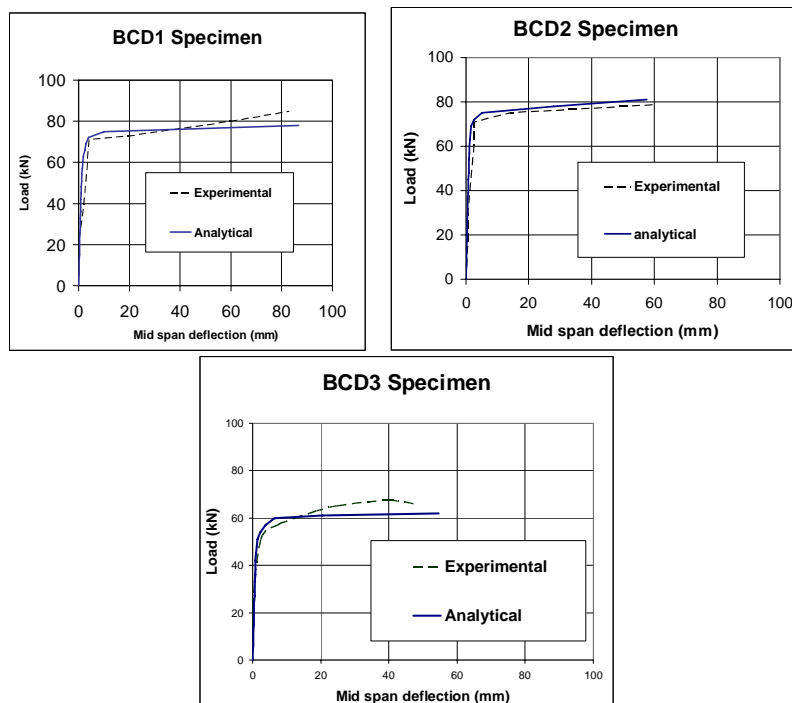 BCD1 Specimen
100
80
60
40
20
0
Load (kN)
Experimental
Analytical
0 20 40 60 80 100
Mid span deflection (mm)
BCD2 Specimen
100
80
60
40
20
0
Load (kN)
Experimental
analytical
0 20 40 60 80 100
Mid span deflection (mm)
BCD3 Specimen
100
80
60
40
20
0
Load (kN)
Experimental
Analytical
0 20 40 60 80 100
Mid span deflection (mm)